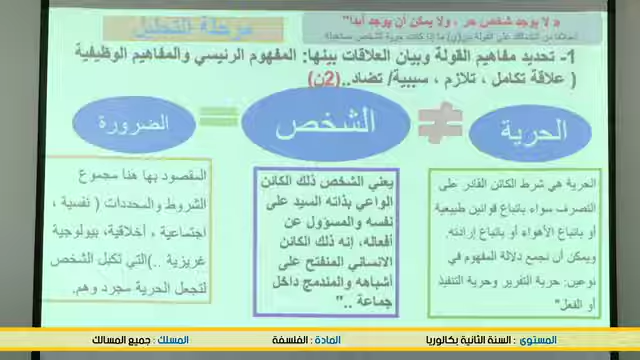 « لا يوجد شخص حر ، ولا يمكن أن يوجد أبدا"
مرحلة التحليل
1- تحديد مفاهيم القولة وبيان العلاقات بينها: المفهوم الرئيسي والمفاهيم الوظيفية
( علاقة تكامل ، تلازم ، سببية/ تضاد..(2ن)
الحرية
≠
الشخص
=
الضرورة
الحرية هي شرط الكائن القادر على
التصرف سواء باتباع قوانين طبيعية
أو باتباع الأهواء أو باتباع إرادته.
ويمكن أن نجمع دلالة المفهوم في
نوعين: حرية التقرير وحرية التنفيذ
أو الفعل"
يعني الشخص ذلك الكائن
الواعي بذاته السيد على
نفسه والمسؤول عن
أفعاله، إنه ذلك الكائن
الانساني المنفتح على
أشباهه والمندمج داخل
جماعة .."
المقصود بها هنا مجموع
الشروط والمحددات ( نفسية ،
اجتماعية ، أخلاقية، بيولوجية
غريزية ..)التي تكبل الشخص
لتجعل الحرية مجرد وهم.
المستوى : السنة الثانية بكالوريا
المادة : الفلسفة
المسلك : جميع المسالك